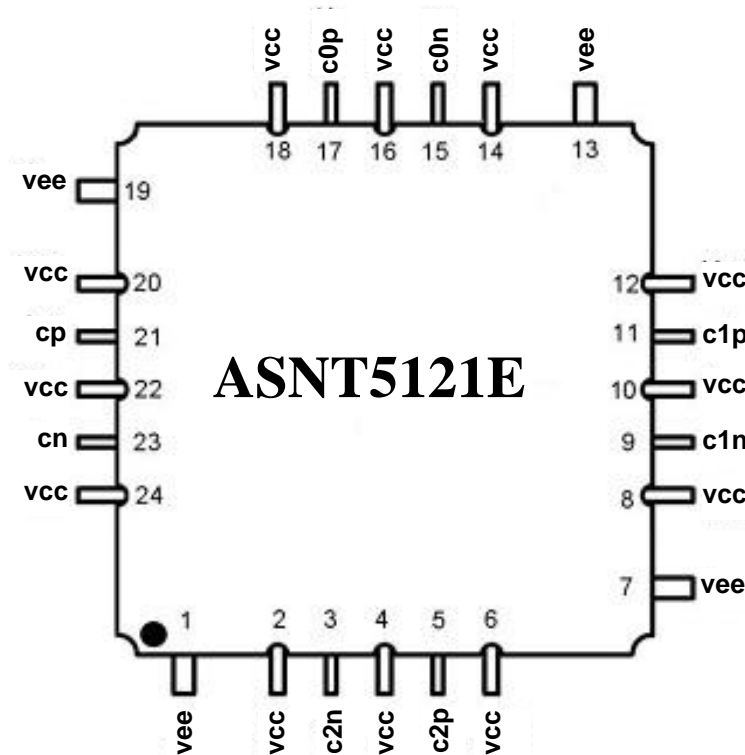 vcc c0p vcc c0n vcc vee
18 17 16 15 14 13
vee 19
vcc 20 12 vcc
cp 21 11 c1p
vcc 22 ASNT5121E 10 vcc
cn 23 9 c1n
vcc 24 8 vcc
7 vee
1 2 3 4 5 6
vee vcc c2n vcc c2p vcc